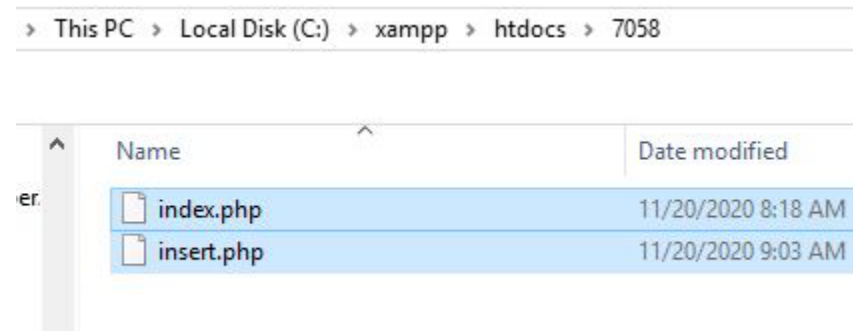 > This PC > Local Disk (C:) > xampp > htdocs > 7058
Name Date modified
er.
index.php 11/20/2020 8:18 AM
insert.php 11/20/2020 9:03 AM